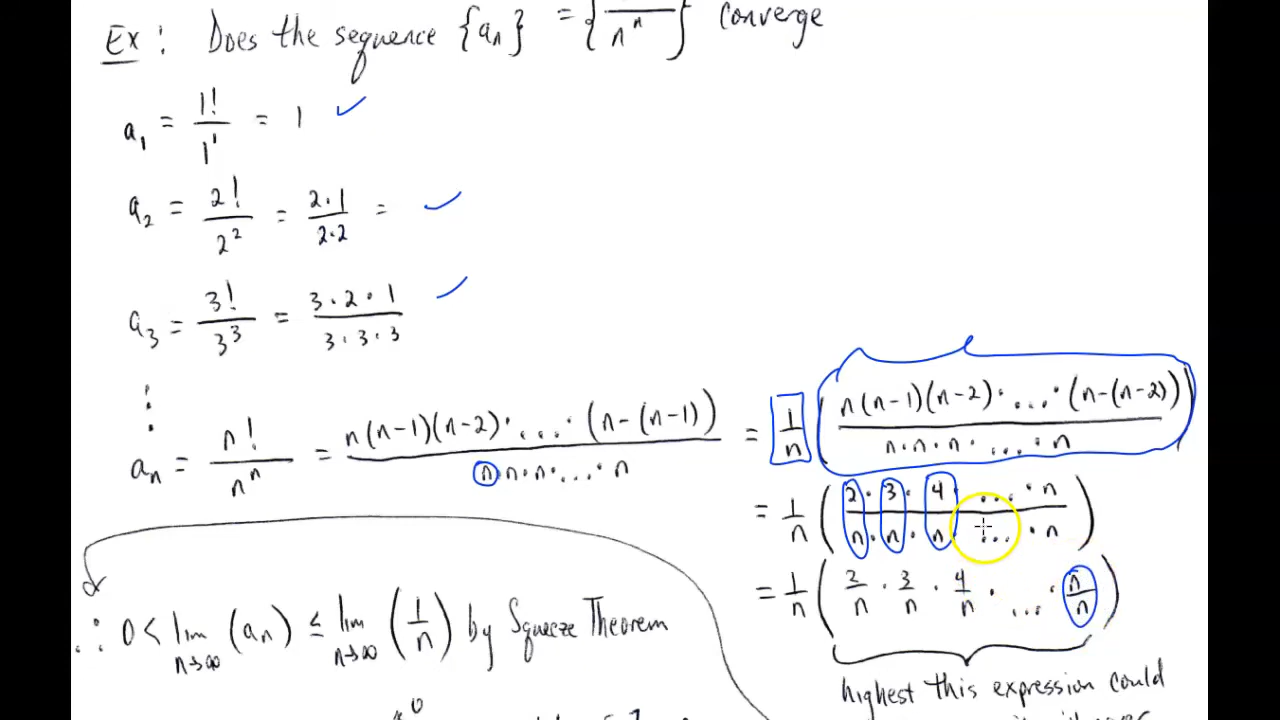 Ex: Does the sequence {aₙ} = { / nⁿ} converge
a₁ = 1!/1¹ = 1 ✓
a₂ = 2!/2² = 2·1/2·2 = ✓
a₃ = 3!/3³ = 3·2·1/3·3·3 ✓
⋮
aₙ = n!/nⁿ = n(n-1)(n-2)·...·(n-(n-1))/n·n·n·...·n = 1/n (n(n-1)(n-2)·...·(n-(n-2))/n·n·n·...·n)
= 1/n (2·3·4·...·n/n·n·n·...·n)
= 1/n (2/n · 3/n · 4/n · ... · n/n)
∴ 0 < lim n→∞ (aₙ) ≤ lim n→∞ (1/n) by Squeeze Theorem
highest this expression could
0